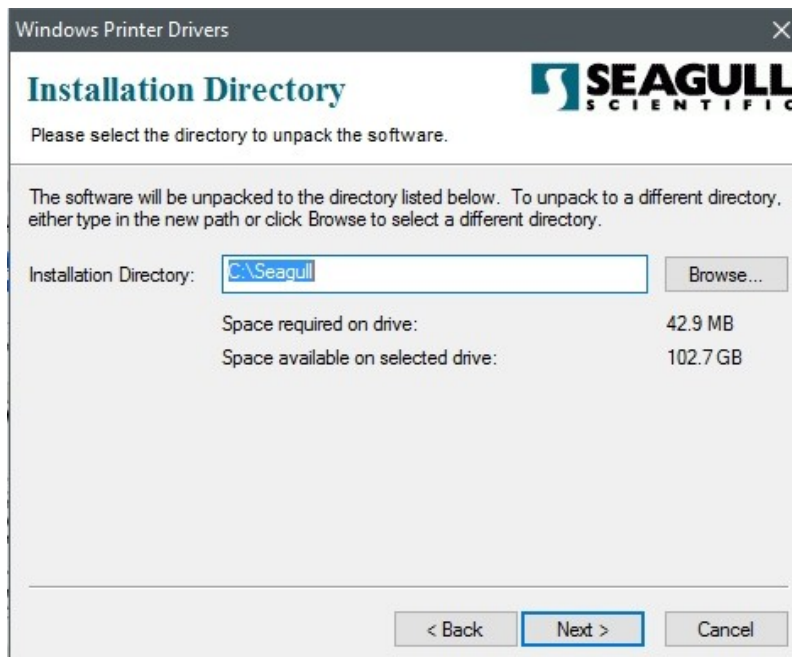 Windows Printer Drivers
Installation Directory
SEAGULL
SCIENTIFIC
Please select the directory to unpack the software.
The software will be unpacked to the directory listed below. To unpack to a different directory,
either type in the new path or click Browse to select a different directory.
Installation Directory: C:\Seagull Browse...
Space required on drive: 42.9 MB
Space available on selected drive: 102.7 GB
< Back Next > Cancel